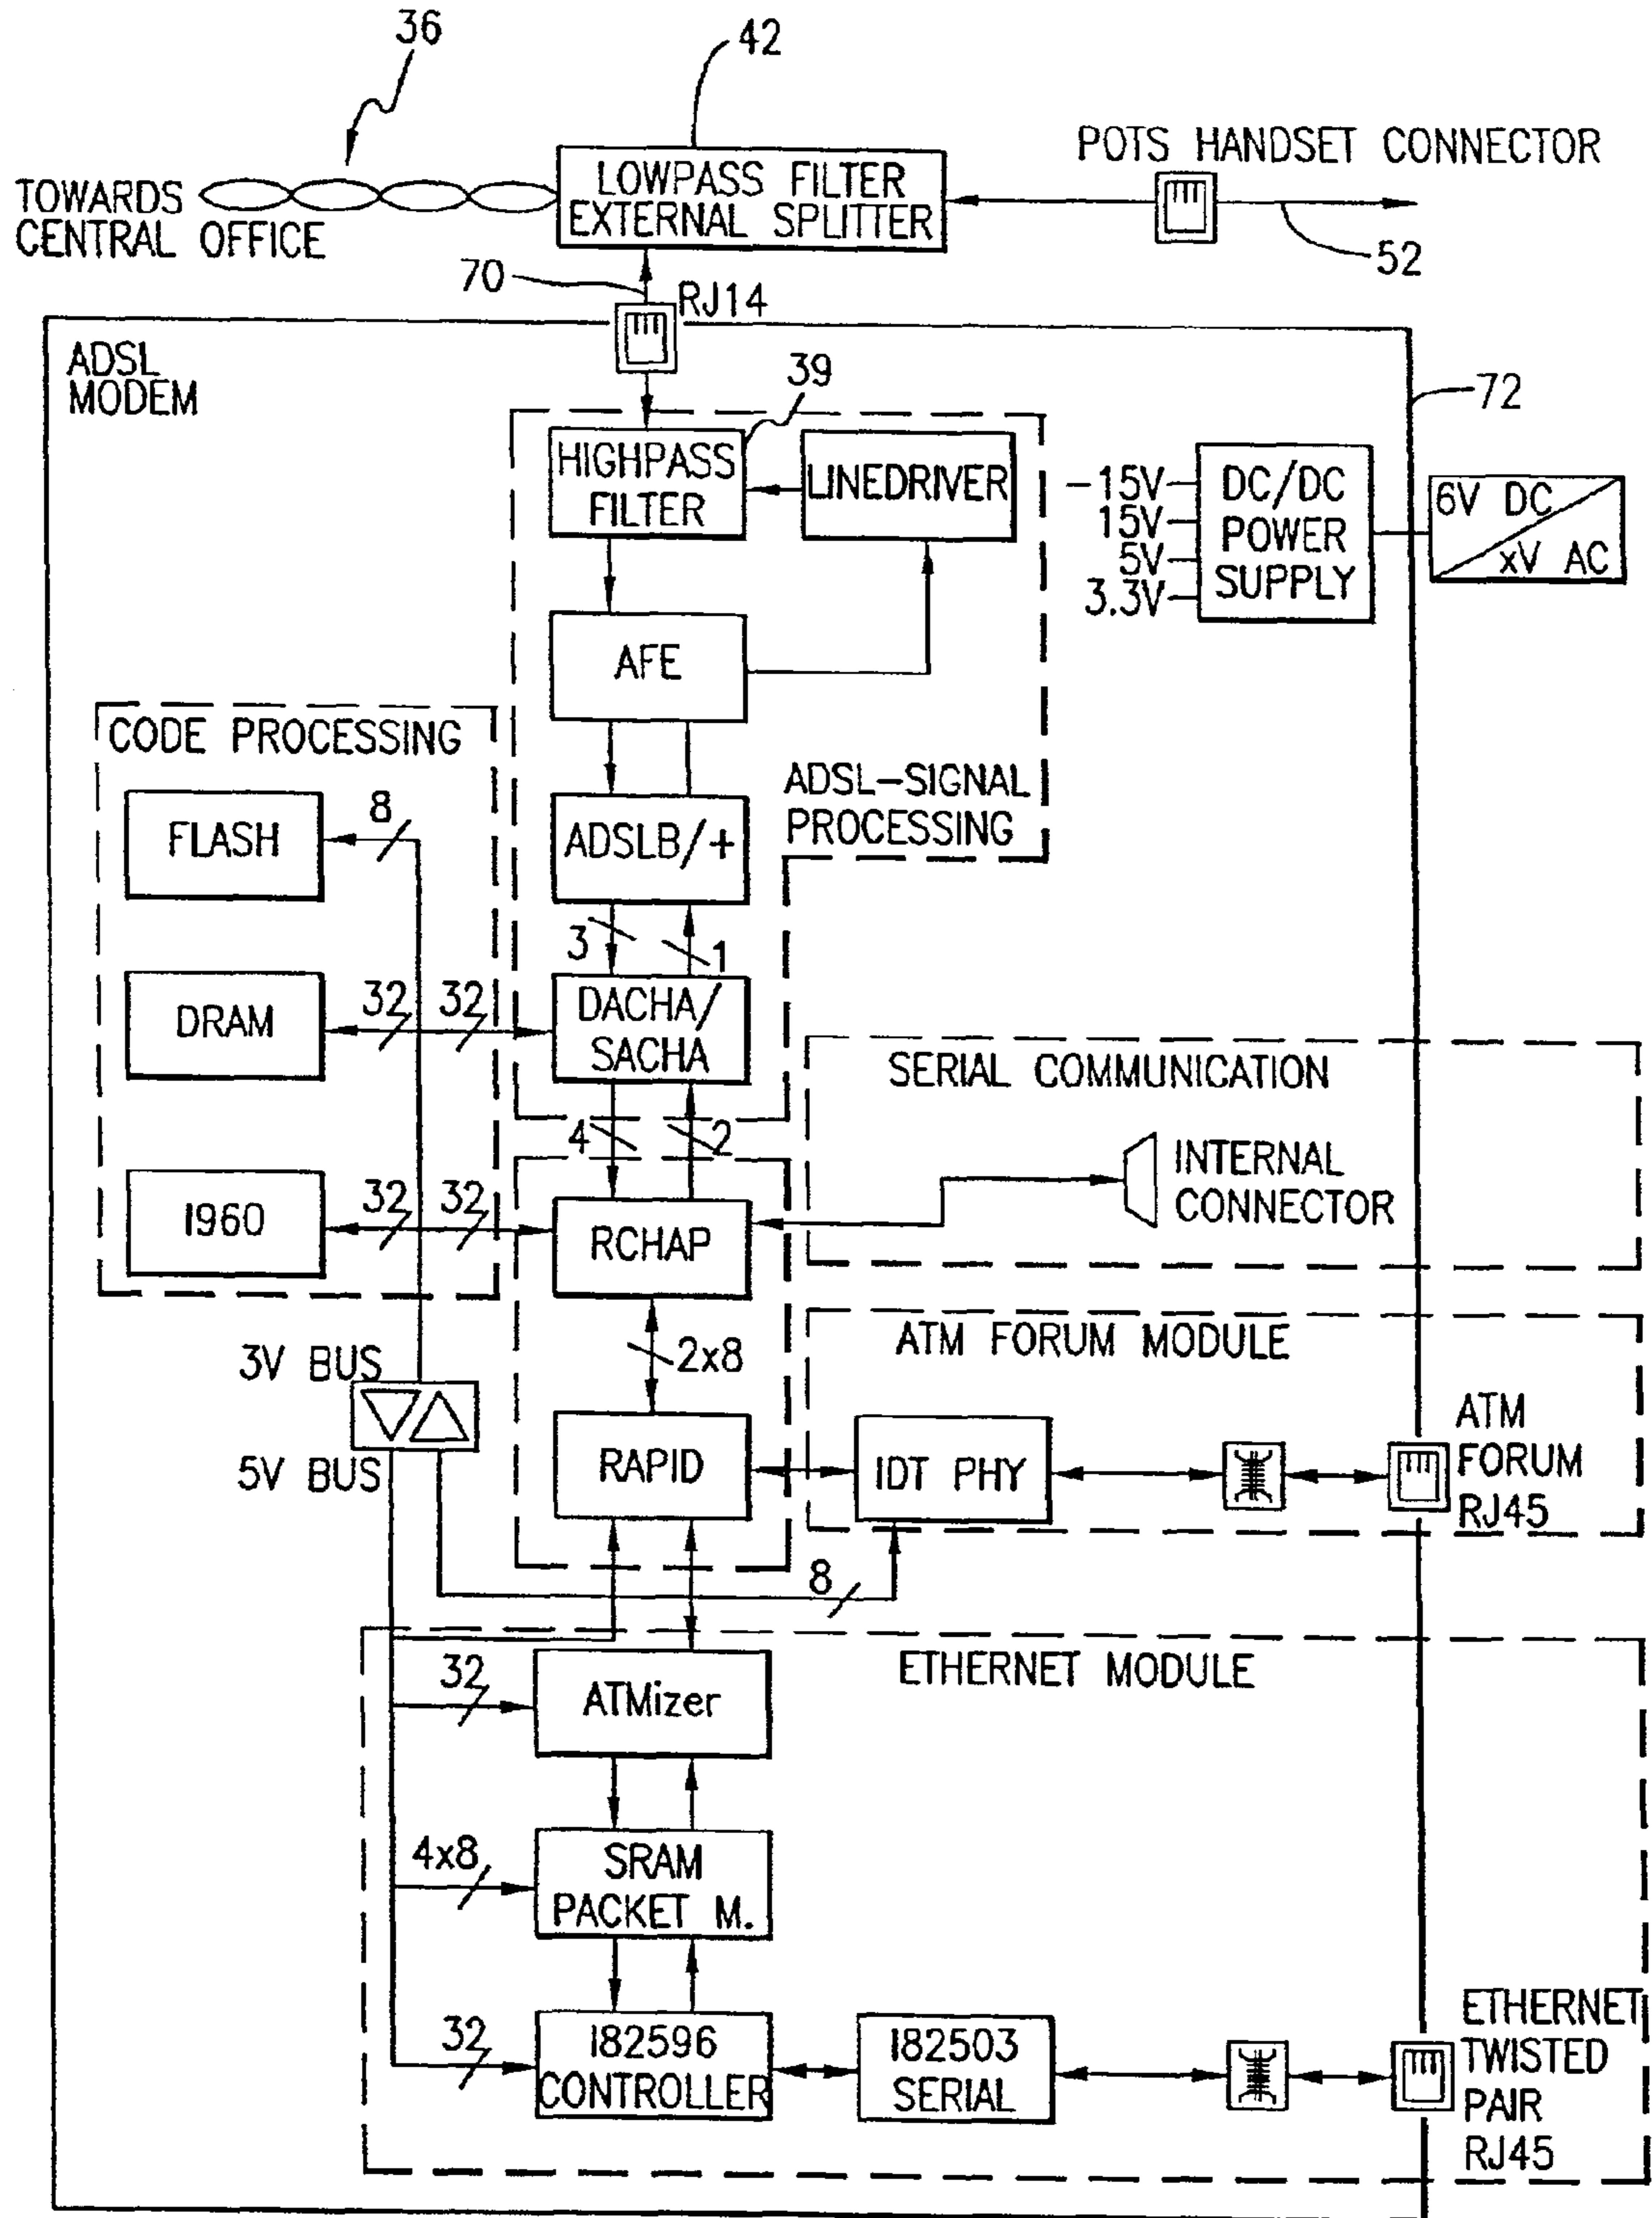 36
42
POTS HANDSET CONNECTOR
TOWARDS
CENTRAL OFFICE
LOWPASS FILTER
EXTERNAL SPLITTER
52
70
RJ14
ADSL
MODEM
39
72
HIGHPASS
FILTER
LINEDRIVER
-15V
15V
5V
3.3V
DC/DC
POWER
SUPPLY
6V DC
xV AC
AFE
CODE PROCESSING
ADSL-SIGNAL
PROCESSING
FLASH
8
ADSLB/+
3
1
DRAM
32
32
DACHA/
SACHA
SERIAL COMMUNICATION
4
2
INTERNAL
CONNECTOR
I960
32
32
RCHAP
3V BUS
5V BUS
2x8
ATM FORUM MODULE
RAPID
IDT PHY
ATM
FORUM
RJ45
8
ETHERNET MODULE
32
ATMizer
4x8
SRAM
PACKET M.
32
I82596
CONTROLLER
I82503
SERIAL
ETHERNET
TWISTED
PAIR
RJ45